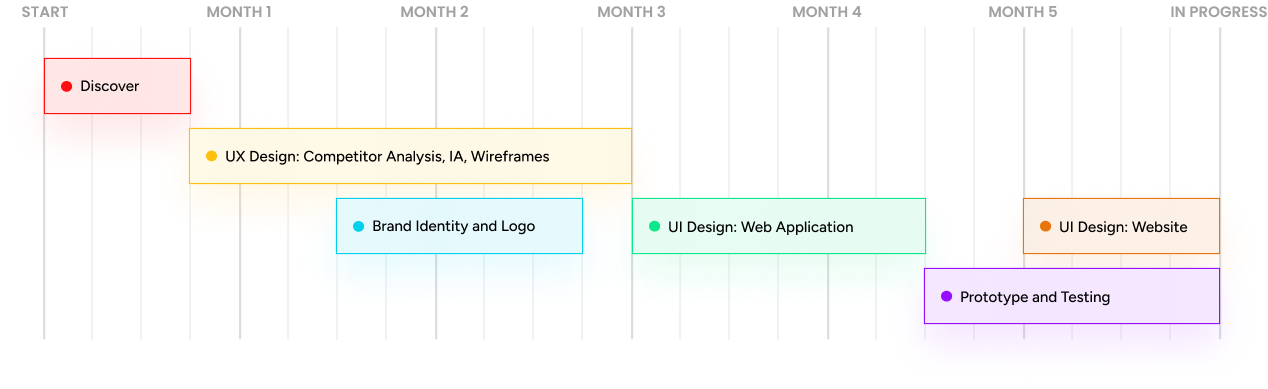 START MONTH 1 MONTH 2 MONTH 3 MONTH 4 MONTH 5 IN PROGRESS
Discover
UX Design: Competitor Analysis, IA, Wireframes
Brand Identity and Logo UI Design: Web Application UI Design: Website
Prototype and Testing